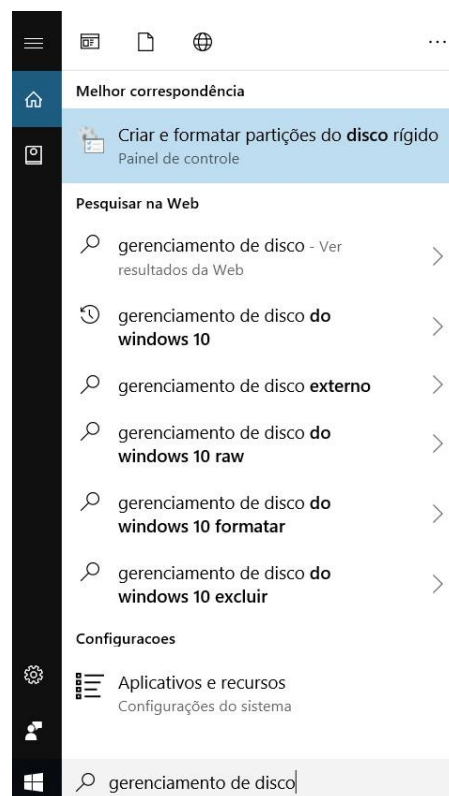 Melhor correspondência
Criar e formatar partições do disco rígido
Painel de controle
Pesquisar na Web
gerenciamento de disco - Ver
resultados da Web
gerenciamento de disco do
windows 10
gerenciamento de disco externo
gerenciamento de disco do
windows 10 raw
gerenciamento de disco do
windows 10 formatar
gerenciamento de disco do
windows 10 excluir
Configuracoes
Aplicativos e recursos
Configurações do sistema
gerenciamento de disco